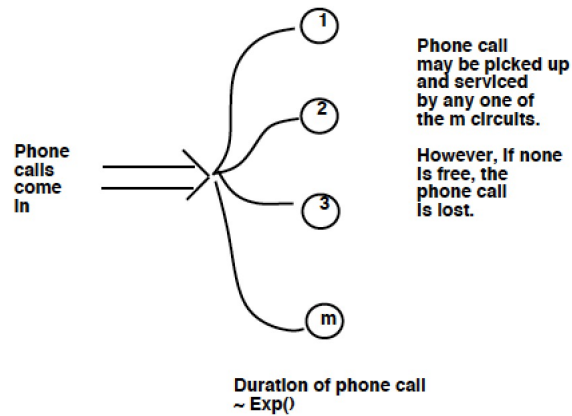 1
2
3
m
Phone
calls
come
in
Phone call
may be picked up
and serviced
by any one of
the m circuits.
However, if none
is free, the
phone call
is lost.
Duration of phone call
~ Exp()